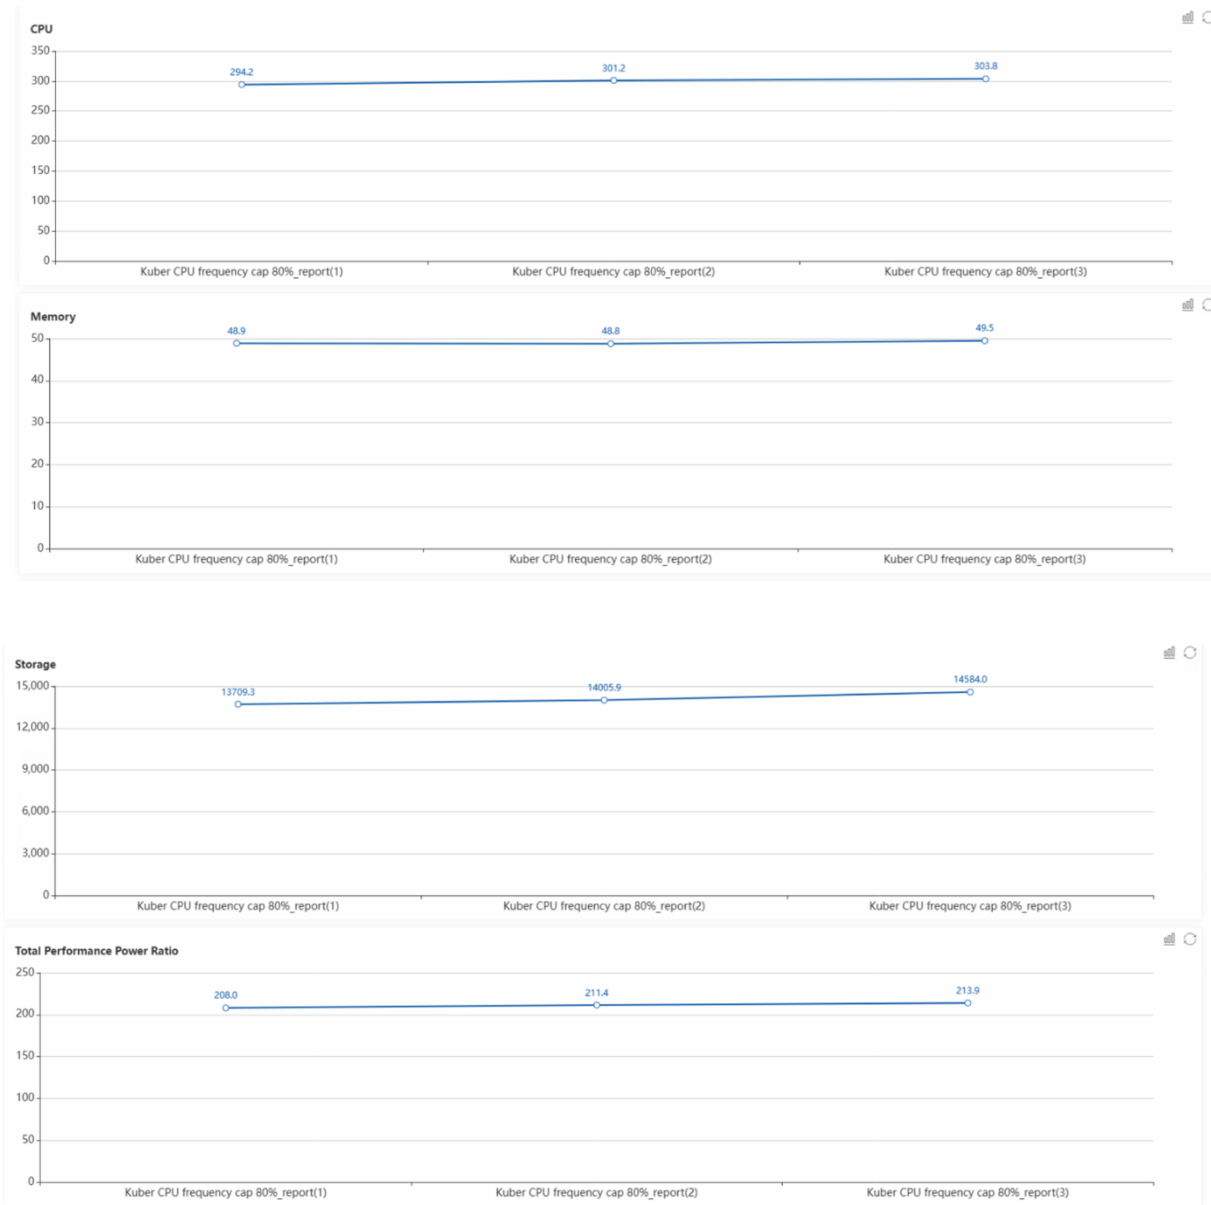 CPU
350
300
250
200
150
100
50
0
294.2
301.2
303.8
Kuber CPU frequency cap 80%_report(1)
Kuber CPU frequency cap 80%_report(2)
Kuber CPU frequency cap 80%_report(3)
Memory
50
40
30
20
10
0
48.9
48.8
49.5
Kuber CPU frequency cap 80%_report(1)
Kuber CPU frequency cap 80%_report(2)
Kuber CPU frequency cap 80%_report(3)
Storage
15,000
12,000
9,000
6,000
3,000
0
13709.3
14005.9
14584.0
Kuber CPU frequency cap 80%_report(1)
Kuber CPU frequency cap 80%_report(2)
Kuber CPU frequency cap 80%_report(3)
Total Performance Power Ratio
250
200
150
100
50
0
208.0
211.4
213.9
Kuber CPU frequency cap 80%_report(1)
Kuber CPU frequency cap 80%_report(2)
Kuber CPU frequency cap 80%_report(3)